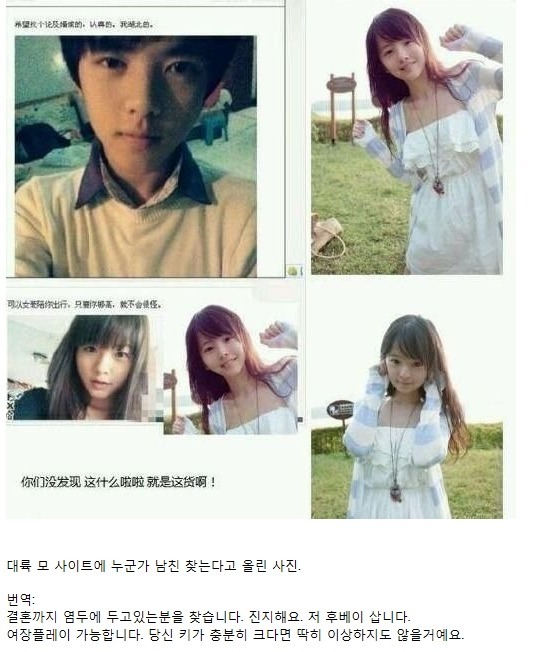 希望找个论及婚嫁的，认真的。我湖北的。
可以女装陪你出行，只要你够高，就不会很怪。
你们没发现 这什么啦啦 就是这货啊！
대륙 모 사이트에 누군가 남친 찾는다고 올린 사진.
번역:
결혼까지 염두에 두고있는분을 찾습니다. 진지해요. 저 후베이 삽니다.
여장플레이 가능합니다. 당신 키가 충분히 크다면 딱히 이상하지도 않을거예요.